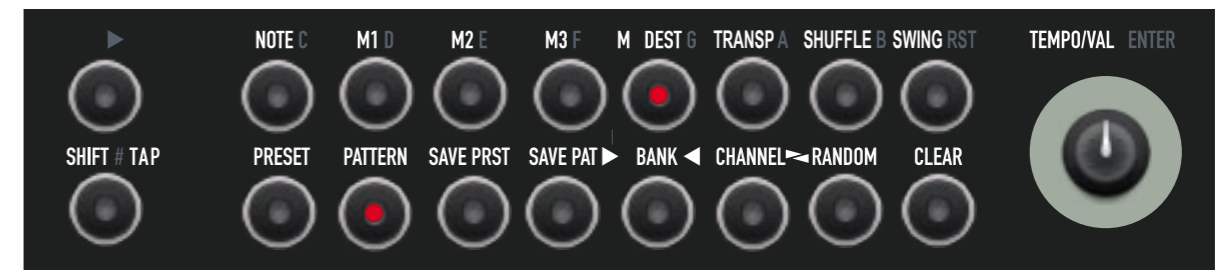 ▶ NOTE C M1 D M2 E M3 F M DEST G TRANSP A SHUFFLE B SWING RST TEMPO/VAL ENTER
SHIFT # TAP PRESET PATTERN SAVE PRST SAVE PAT ▶ BANK ◀ CHANNEL RANDOM CLEAR